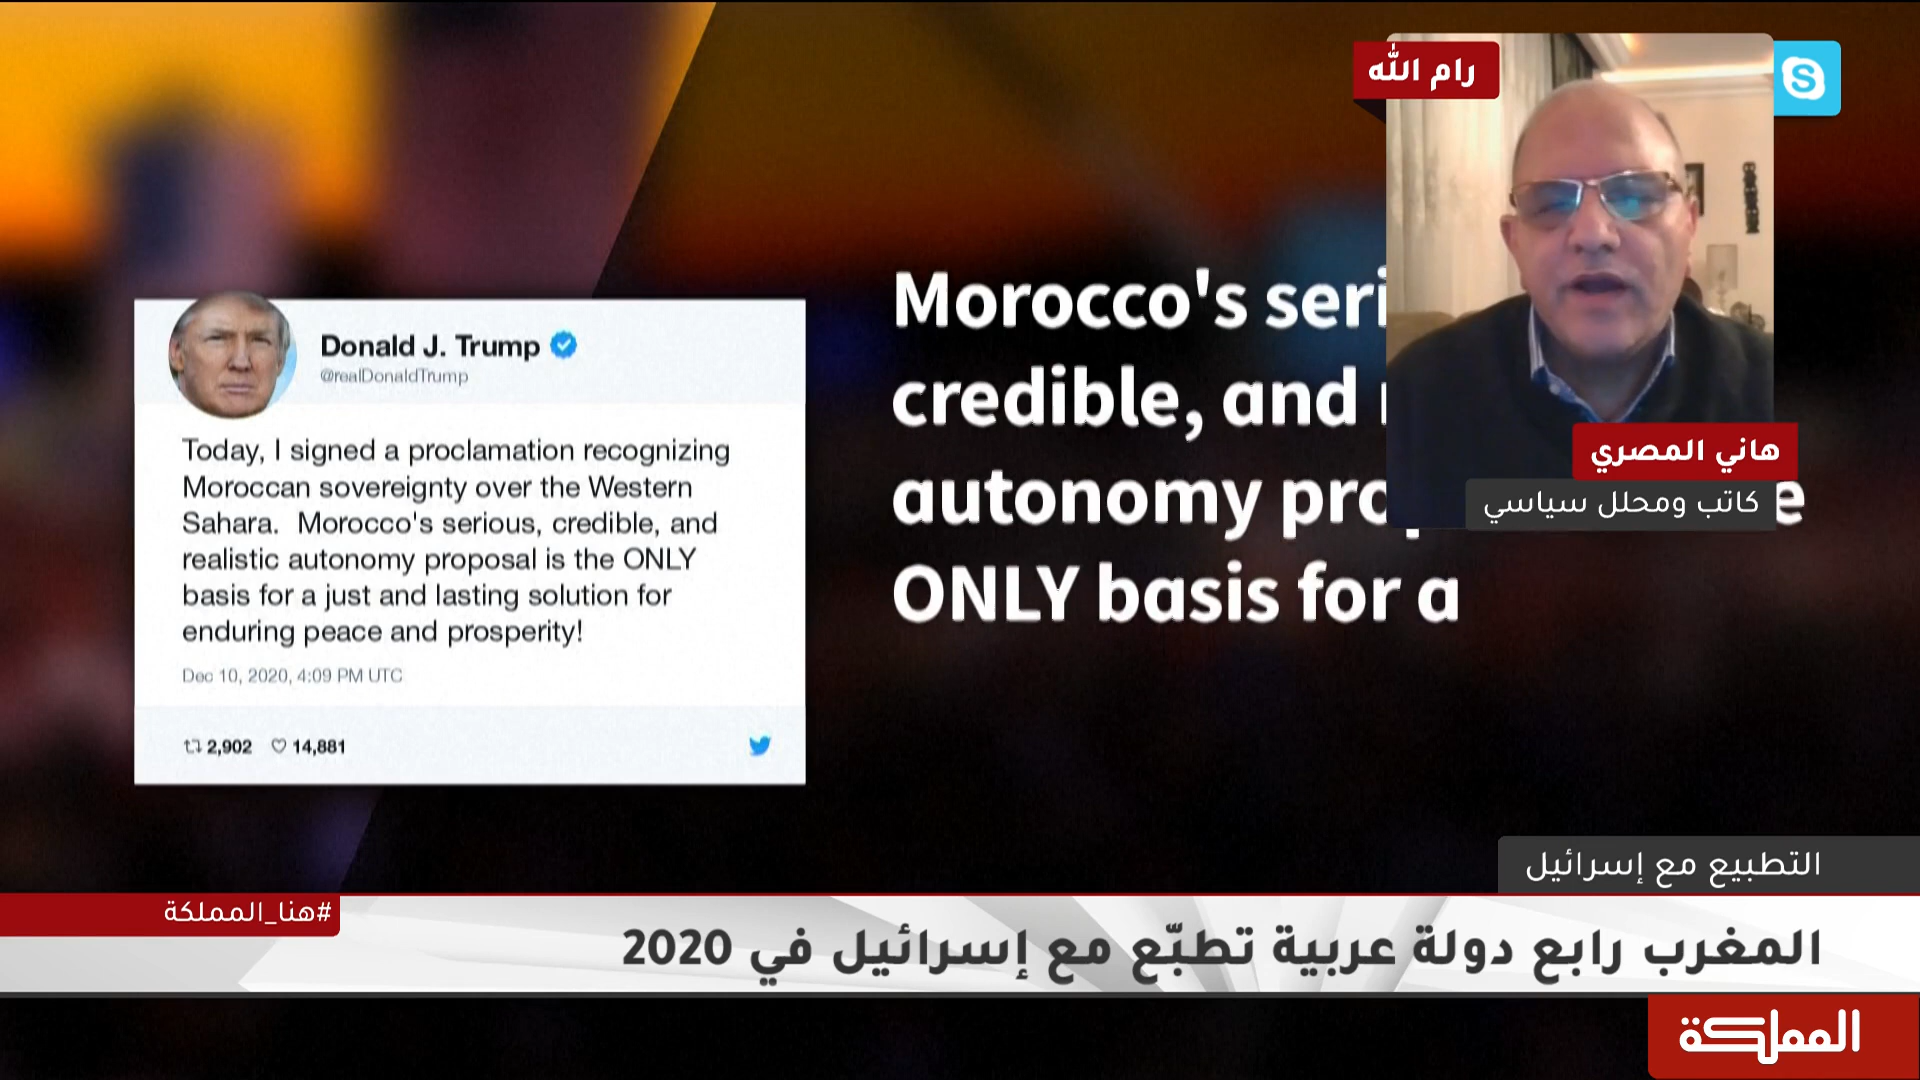 رام الله
Donald J. Trump
@realDonaldTrump
Today, I signed a proclamation recognizing
Moroccan sovereignty over the Western
Sahara. Morocco's serious, credible, and
realistic autonomy proposal is the ONLY
basis for a just and lasting solution for
enduring peace and prosperity!
Dec 10, 2020, 4:09 PM UTC
2,902 14,881
Morocco's seri
credible, and
autonomy pro
ONLY basis for a
هاني المصري
كاتب ومحلل سياسي
التطبيع مع إسرائيل
#هنا_المملكة
المغرب رابع دولة عربية تطبّع مع إسرائيل في 2020
المملكة